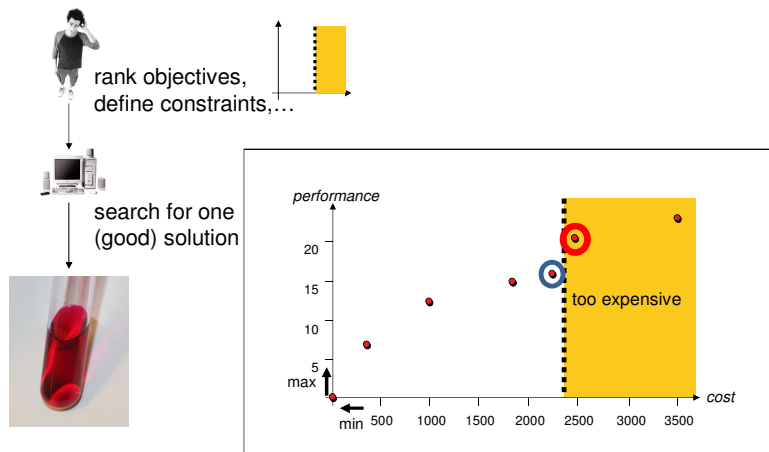 rank objectives,
define constraints,...
search for one
(good) solution
performance
20
15
10
5
max
min
too expensive
500
1000
1500
2000
2500
3000
3500
cost